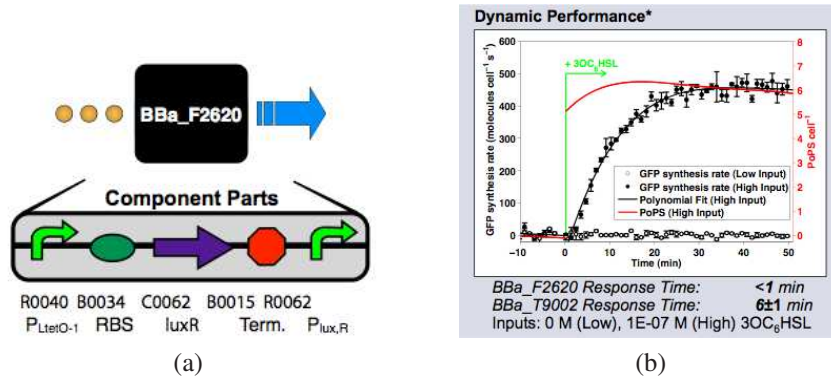 BBa_F2620
Component Parts
R0040 B0034 C0062 B0015 R0062
PLtetO-1 RBS luxR Term. Plux,R
(a)
Dynamic Performance*
600
500
400
300
200
100
0
GFP synthesis rate (molecules cell⁻¹ s⁻¹)
+ 3OC₆HSL
8
7
6
5
4
3
2
1
0
PoPS cell⁻¹
GFP synthesis rate (Low Input)
GFP synthesis rate (High Input)
Polynomial Fit (High Input)
PoPS (High Input)
−10 0 10 20 30 40 50
Time (min)
BBa_F2620 Response Time: <1 min
BBa_T9002 Response Time: 6±1 min
Inputs: 0 M (Low), 1E-07 M (High) 3OC₆HSL
(b)